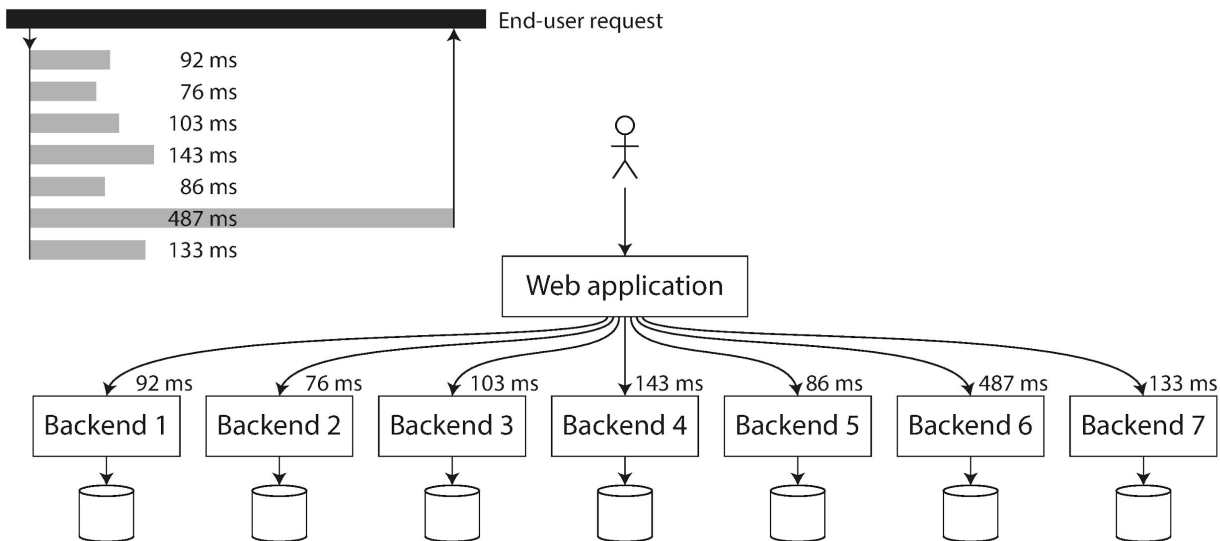 End-user request
92 ms
76 ms
103 ms
143 ms
86 ms
487 ms
133 ms
Web application
92 ms
76 ms
103 ms
143 ms
86 ms
487 ms
133 ms
Backend 1
Backend 2
Backend 3
Backend 4
Backend 5
Backend 6
Backend 7